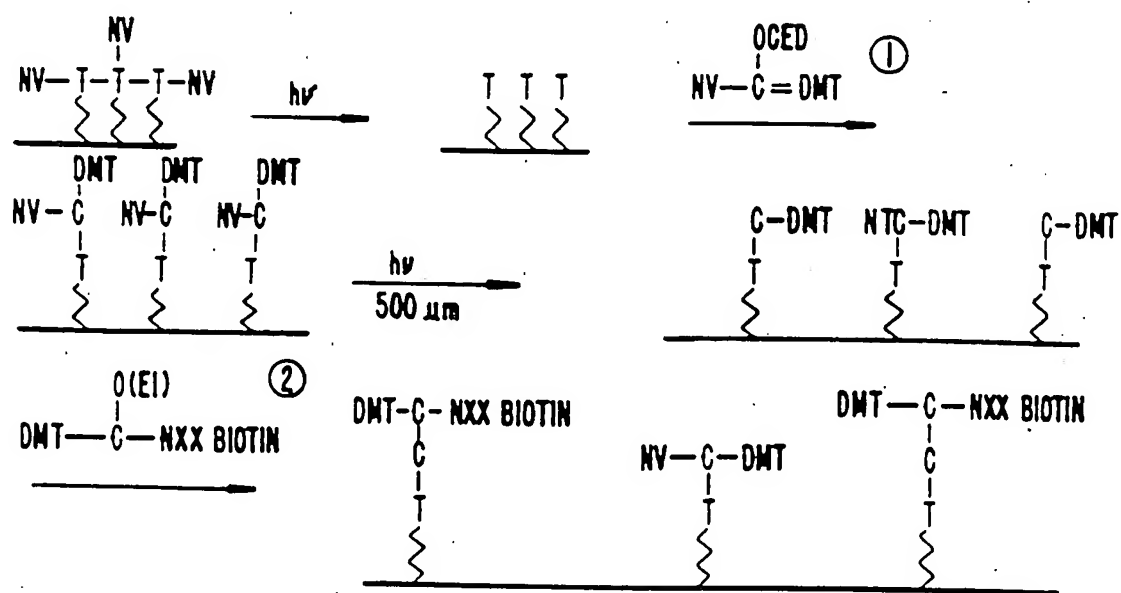 NV
NV-T-T-T-NV
hν
T T T
OCED
NV-C=DMT
①
DMT DMT DMT
NV-C NV-C NV-C
T T T
hν
500 µm
C-DMT NTC-DMT C-DMT
T T T
②
O(EI)
DMT-C-NXX BIOTIN
DMT-C-NXX BIOTIN
C
T
NV-C-DMT
T
DMT-C-NXX BIOTIN
C
T